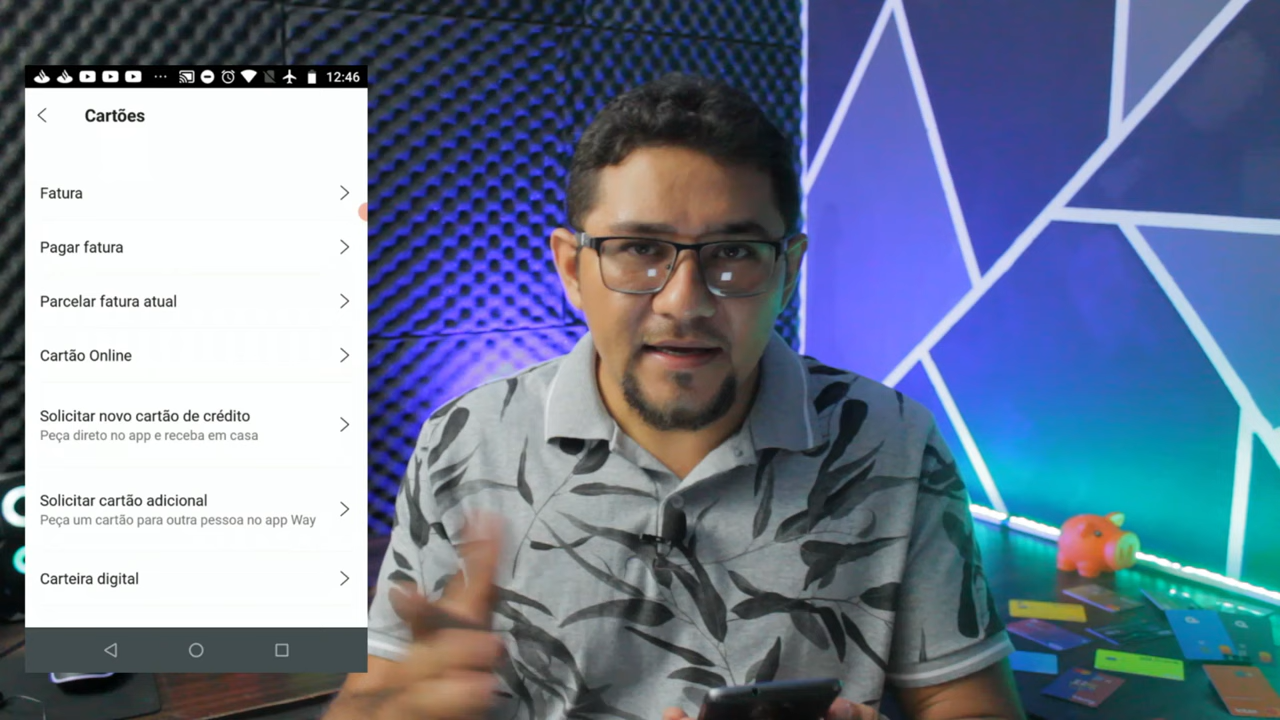 12:46
Cartões
Fatura
Pagar fatura
Parcelar fatura atual
Cartão Online
Solicitar novo cartão de crédito
Peça direto no app e receba em casa
Solicitar cartão adicional
Peça um cartão para outra pessoa no app Way
Carteira digital